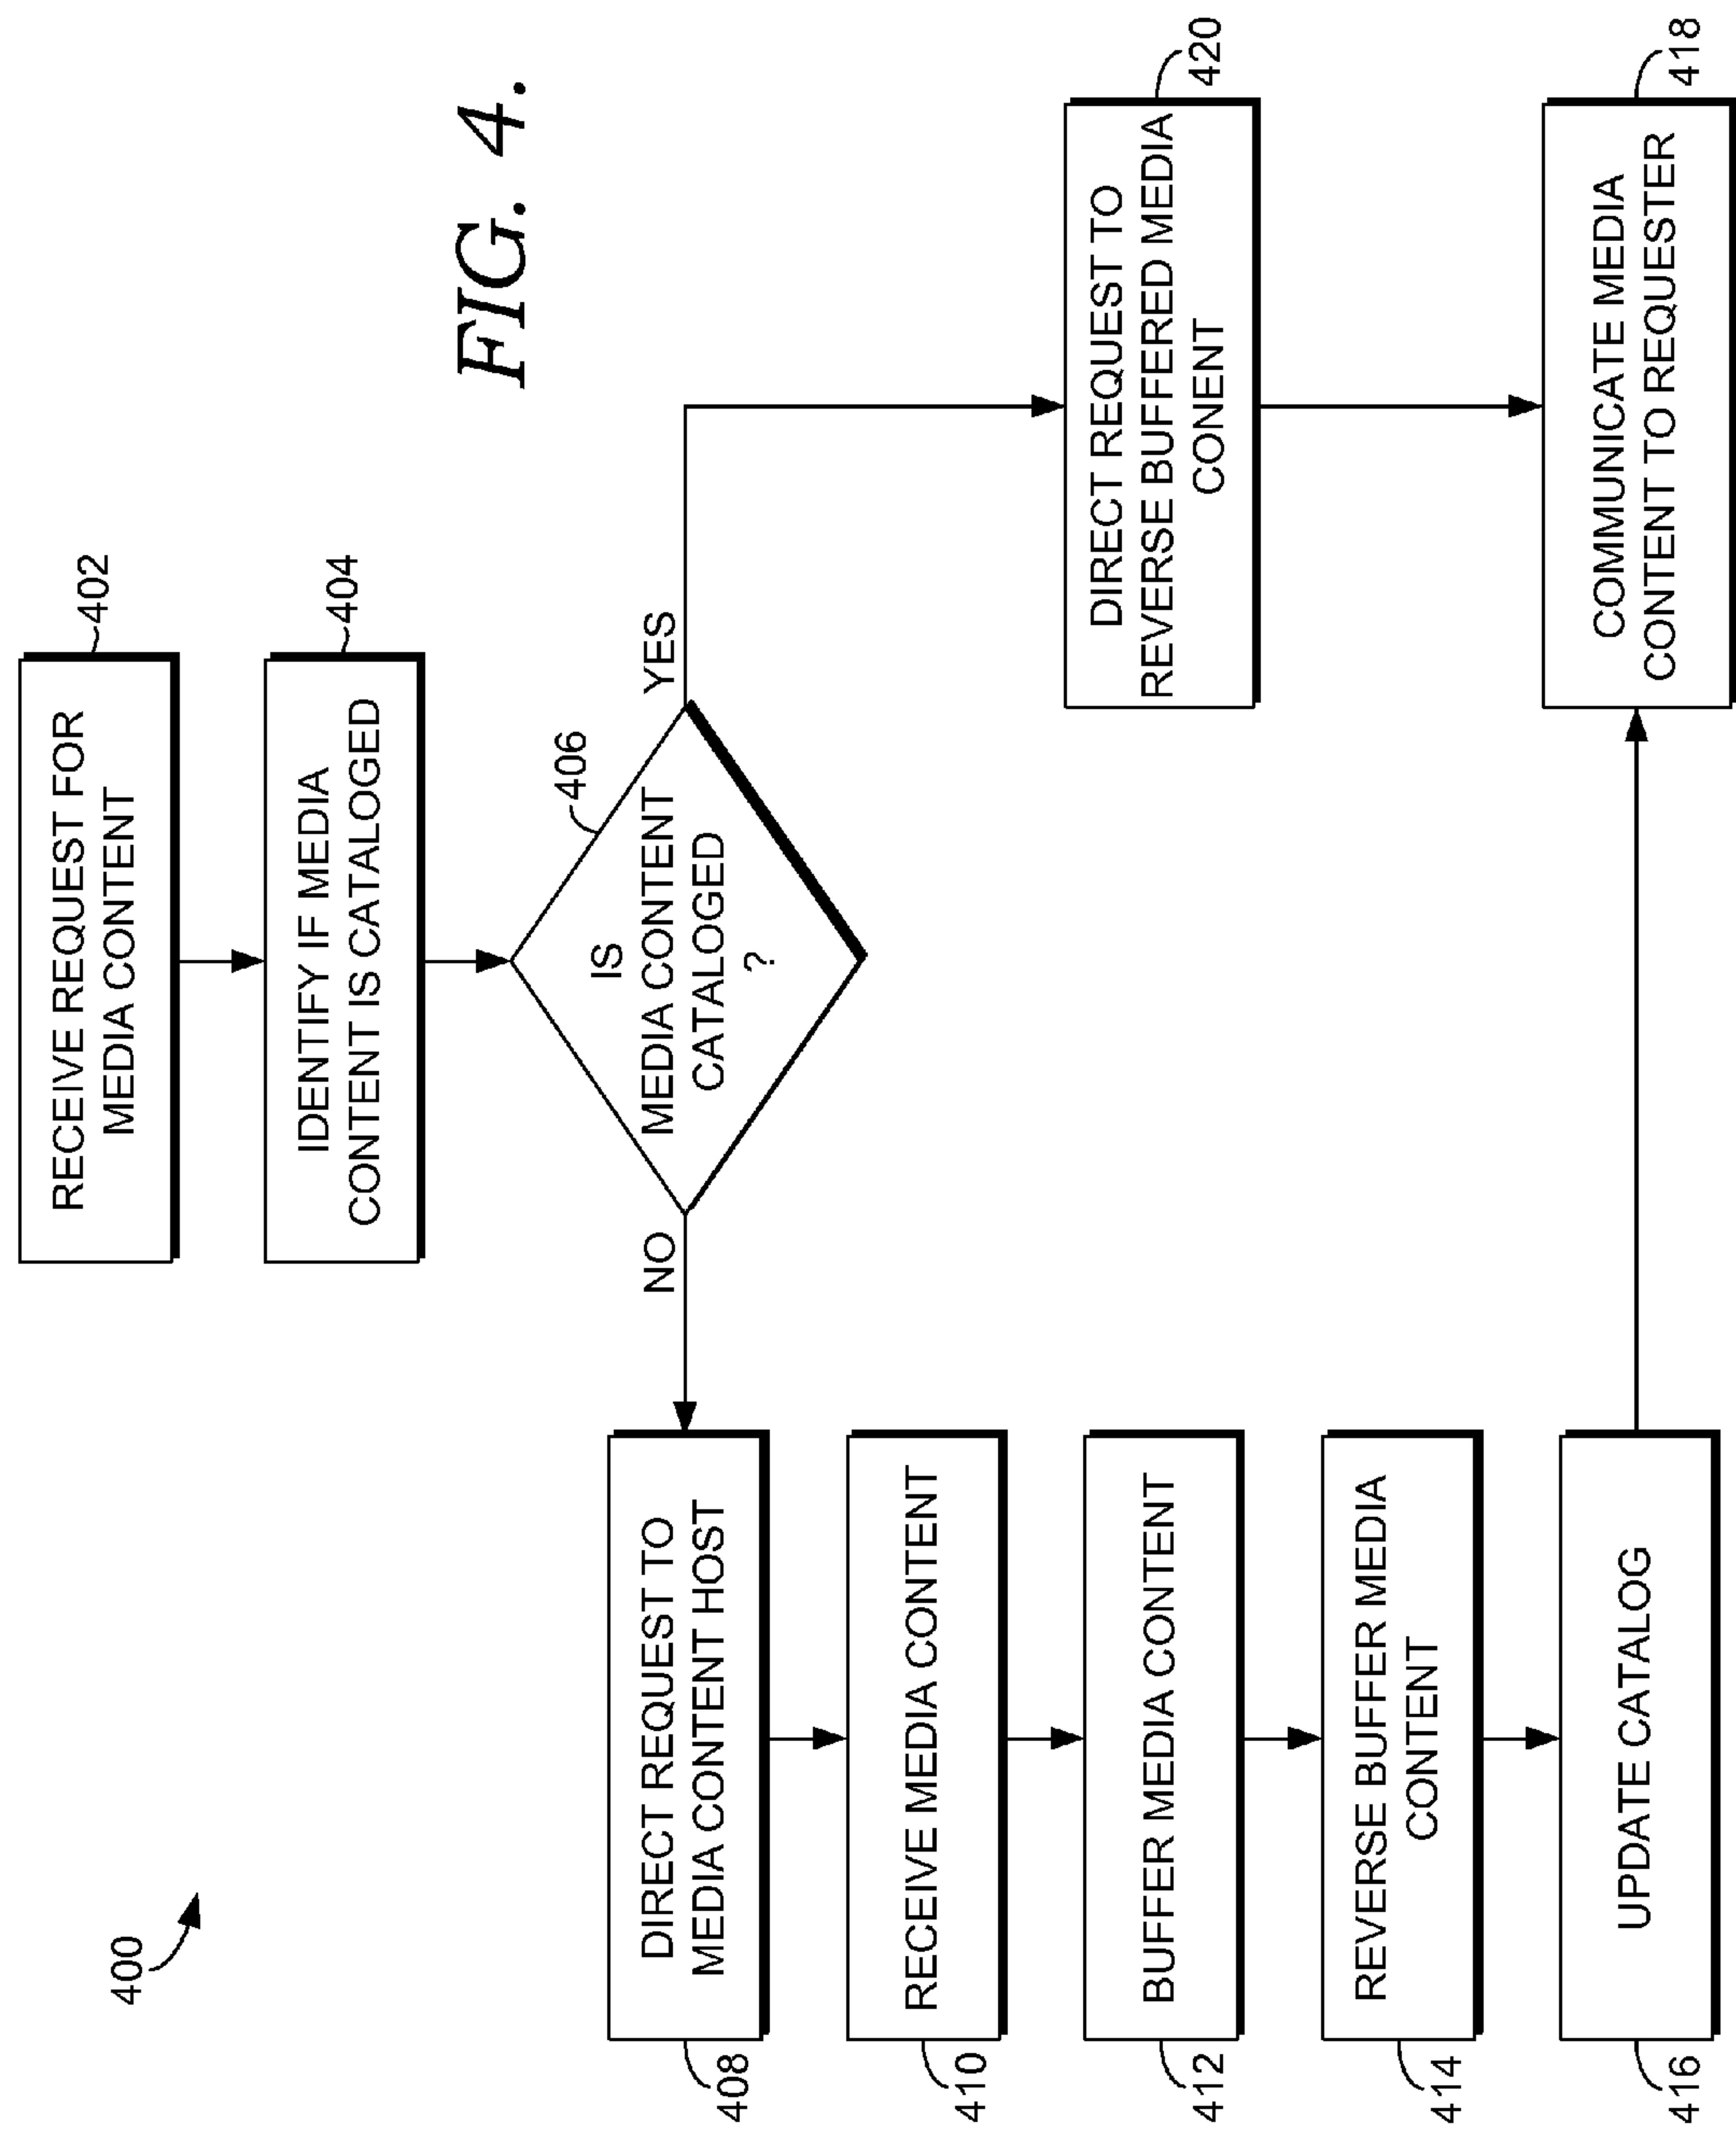 400
RECEIVE REQUEST FOR
MEDIA CONTENT
402
IDENTIFY IF MEDIA
CONTENT IS CATALOGED
404
FIG. 4.
406
IS
MEDIA CONTENT
CATALOGED
?
NO
YES
DIRECT REQUEST TO
MEDIA CONTENT HOST
408
RECEIVE MEDIA CONTENT
410
BUFFER MEDIA CONTENT
412
REVERSE BUFFER MEDIA
CONTENT
414
UPDATE CATALOG
416
DIRECT REQUEST TO
REVERSE BUFFERED MEDIA
CONENT
420
COMMUNICATE MEDIA
CONTENT TO REQUESTER
418